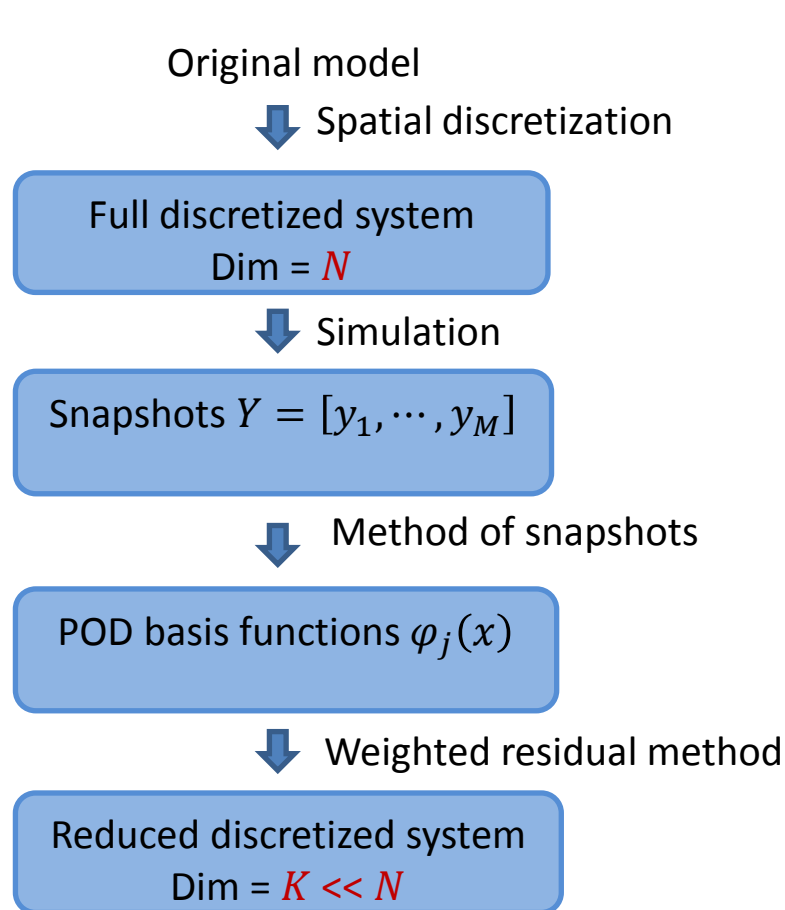 Original model
Spatial discretization
Full discretized system
Dim = N
Simulation
Snapshots Y = [y₁, ⋯ , y_M]
Method of snapshots
POD basis functions φⱼ(x)
Weighted residual method
Reduced discretized system
Dim = K << N